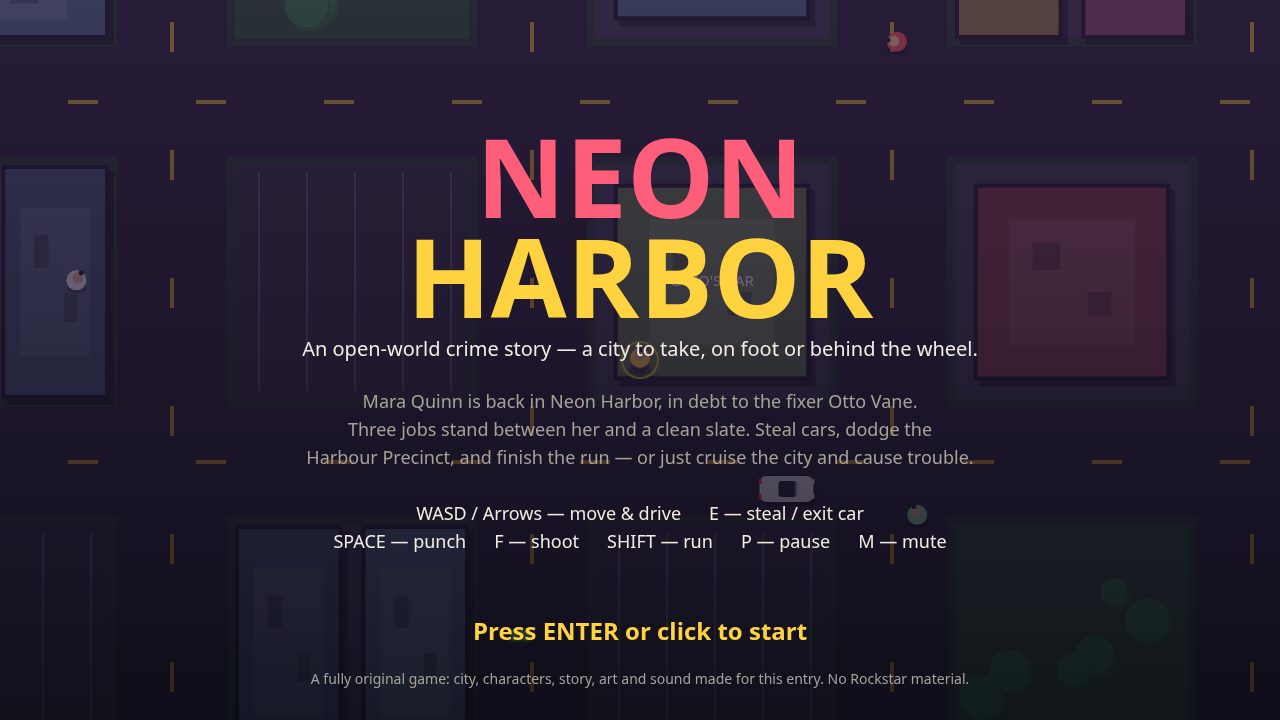 NEON
HARBOR
An open-world crime story — a city to take, on foot or behind the wheel.
Mara Quinn is back in Neon Harbor, in debt to the fixer Otto Vane.
Three jobs stand between her and a clean slate. Steal cars, dodge the
Harbour Precinct, and finish the run — or just cruise the city and cause trouble.
WASD / Arrows — move & drive E — steal / exit car
SPACE — punch F — shoot SHIFT — run P — pause M — mute
Press ENTER or click to start
A fully original game: city, characters, story, art and sound made for this entry. No Rockstar material.